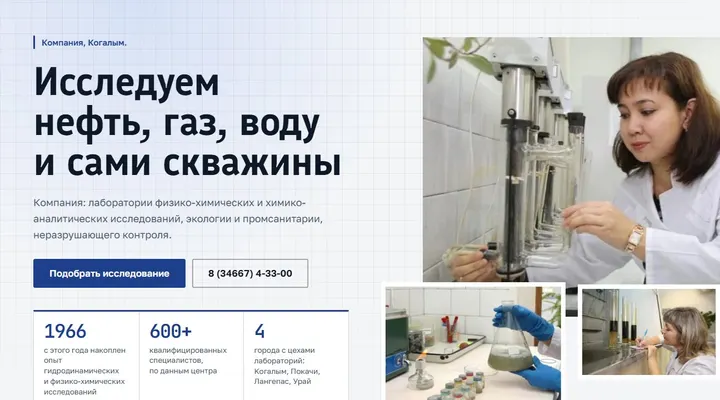 Компания, Когалым.
Исследуем
нефть, газ, воду
и сами скважины
Компания: лаборатории физико-химических и химико-
аналитических исследований, экологии и промсанитарии,
неразрушающего контроля.
Подобрать исследование
8 (34667) 4-33-00
1966
с этого года накоплен
опыт
гидродинамических
и физико-химических
исследований
600+
квалифицированных
специалистов,
по данным центра
4
города с цехами
лабораторий:
Когалым, Покачи,
Лангепас, Урай